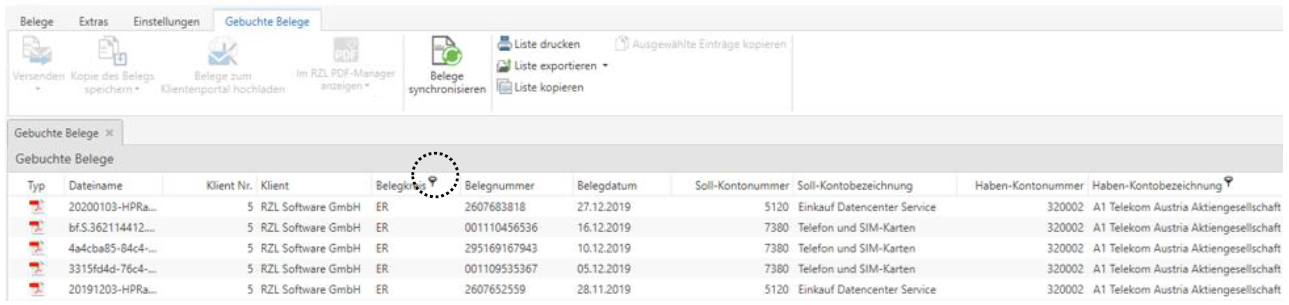 Belege Extras Einstellungen Gebuchte Belege
Versenden Kopie des Belegs speichern Belege zum Klientenportal hochladen Im RZL PDF-Manager anzeigen Belege synchronisieren
Liste drucken Ausgewählte Einträge kopieren
Liste exportieren
Liste kopieren
Gebuchte Belege
Gebuchte Belege
Typ Dateiname Klient Nr. Klient Belegkreis Belegnummer Belegdatum Soll-Kontonummer Soll-Kontobezeichnung Haben-Kontonummer Haben-Kontobezeichnung
20200103-HPRa... 5 RZL Software GmbH ER 2607683818 27.12.2019 5120 Einkauf Datencenter Service 320002 A1 Telekom Austria Aktiengesellschaft
bf.S.362114412.... 5 RZL Software GmbH ER 001110456536 16.12.2019 7380 Telefon und SIM-Karten 320002 A1 Telekom Austria Aktiengesellschaft
4a4cba85-84c4-... 5 RZL Software GmbH ER 295169167943 10.12.2019 7380 Telefon und SIM-Karten 320002 A1 Telekom Austria Aktiengesellschaft
3315fd4d-76c4-... 5 RZL Software GmbH ER 001109535367 05.12.2019 7380 Telefon und SIM-Karten 320002 A1 Telekom Austria Aktiengesellschaft
20191203-HPRa... 5 RZL Software GmbH ER 2607652559 28.11.2019 5120 Einkauf Datencenter Service 320002 A1 Telekom Austria Aktiengesellschaft